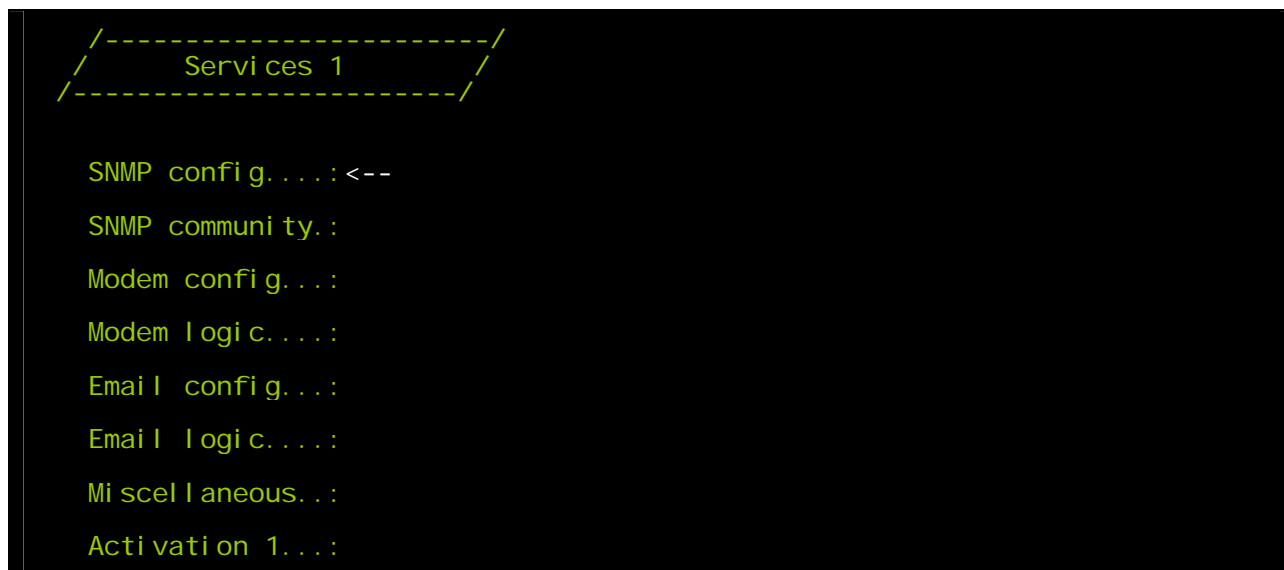 /------------------------/
/ Services 1 /
/------------------------/
SNMP config....:<--
SNMP community.:
Modem config...:
Modem logic....:
Email config...:
Email logic....:
Miscellaneous..:
Activation 1...: